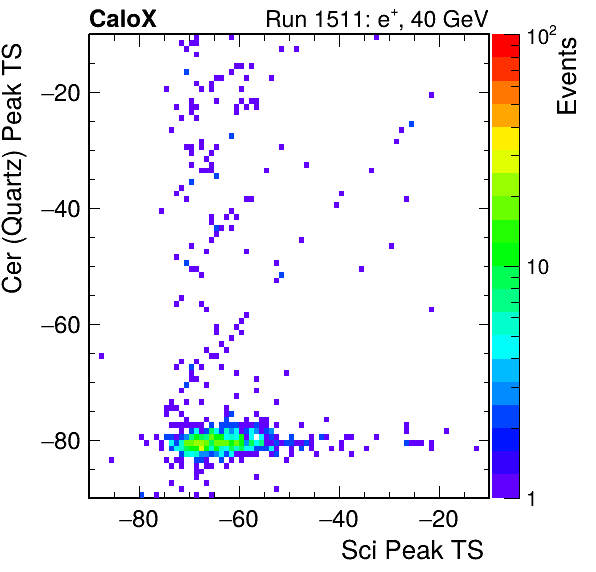 CaloX Run 1511: e⁺, 40 GeV
Cer (Quartz) Peak TS
−20
−40
−60
−80
−80 −60 −40 −20
Sci Peak TS
10²
10
1
Events